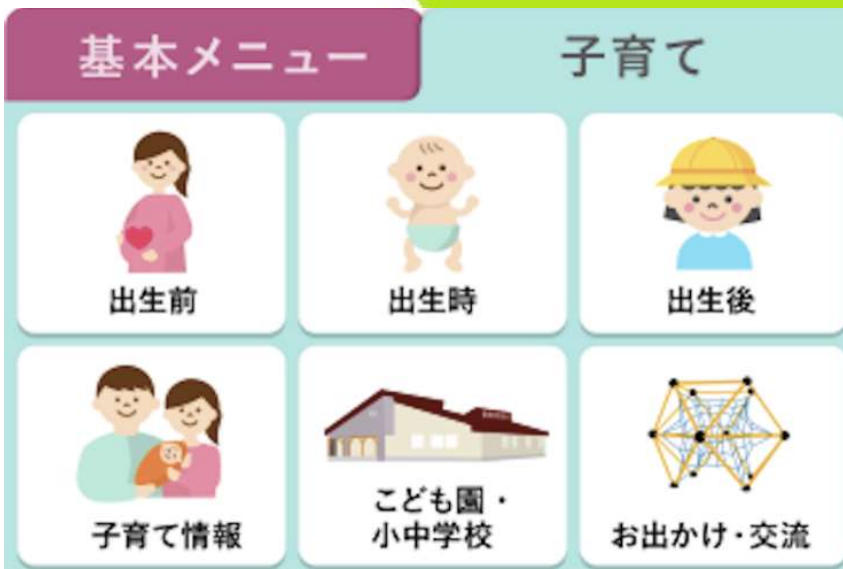 基本メニュー
子育て
出生前
出生時
出生後
子育て情報
こども園・
小中学校
お出かけ・交流